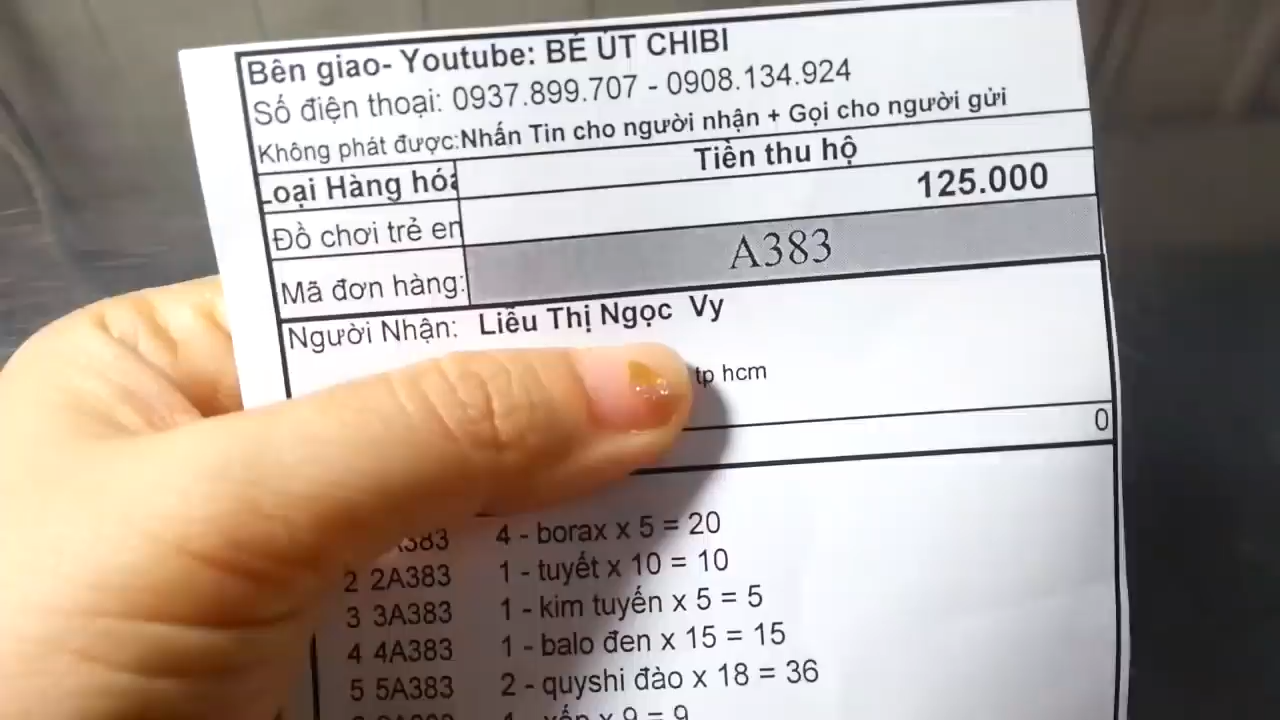 Bên giao- Youtube: BÉ ÚT CHIBI
Số điện thoại: 0937.899.707 - 0908.134.924
Không phát được:Nhấn Tin cho người nhận + Gọi cho người gửi
Loại Hàng hóa Tiền thu hộ
Đồ chơi trẻ em 125.000
Mã đơn hàng: A383
Người Nhận: Liễu Thị Ngọc Vy
tp hcm
0
A383 4 - borax x 5 = 20
2 2A383 1 - tuyết x 10 = 10
3 3A383 1 - kim tuyến x 5 = 5
4 4A383 1 - balo đen x 15 = 15
5 5A383 2 - quyshi đào x 18 = 36
x 9 = 9